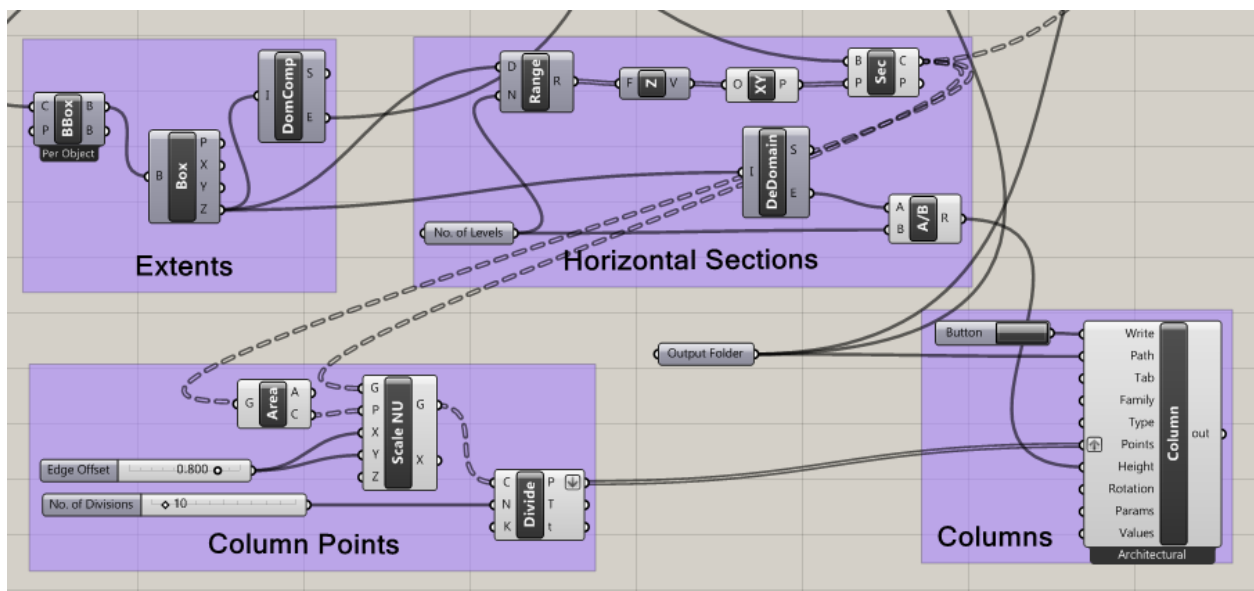 C
P
BBox
B
B
Per Object
B
Box
P
X
Y
Z
I
DomComp
S
E
Extents
D
N
Range
R
F
Z
V
O
XY
P
B
P
Sec
C
P
I
DeDomain
S
E
No. of Levels
A
B
A/B
R
Horizontal Sections
Output Folder
G
Area
A
C
G
P
X
Y
Z
Scale NU
G
X
Edge Offset
0.800
No. of Divisions
10
C
N
K
Divide
P
T
t
Column Points
Button
Write
Path
Tab
Family
Type
Points
Height
Rotation
Params
Values
Column
out
Architectural
Columns